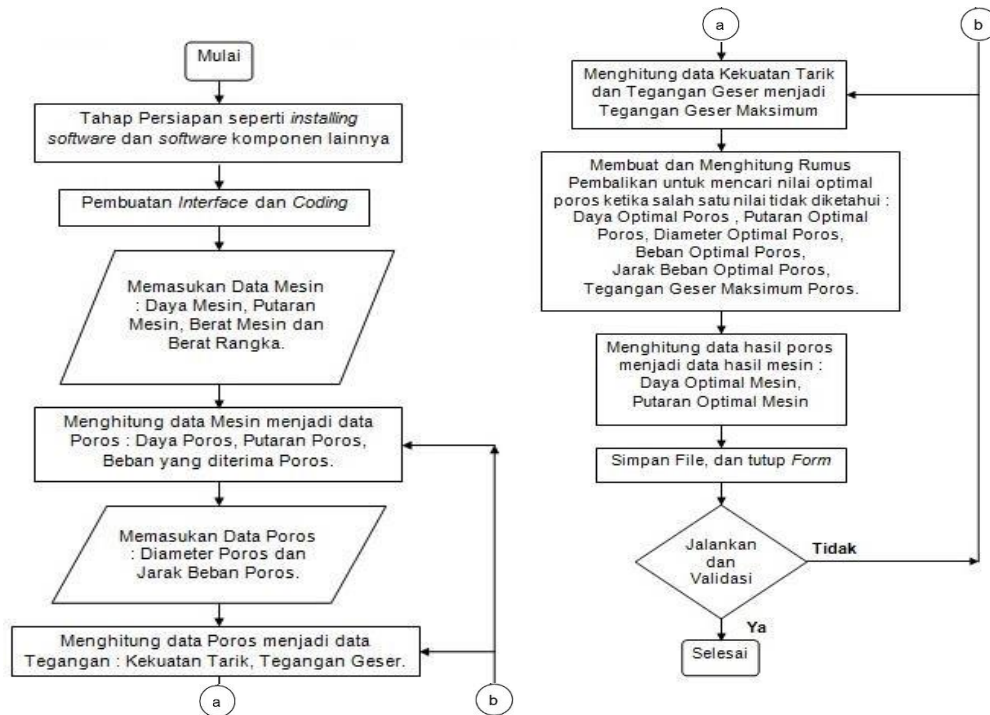 Mulai
Tahap Persiapan seperti installing
software dan software komponen lainnya
Pembuatan Interface dan Coding
Memasukan Data Mesin
: Daya Mesin, Putaran
Mesin, Berat Mesin dan
Berat Rangka.
Menghitung data Mesin menjadi data
Poros : Daya Poros, Putaran Poros,
Beban yang diterima Poros.
Memasukan Data Poros
: Diameter Poros dan
Jarak Beban Poros.
Menghitung data Poros menjadi data
Tegangan : Kekuatan Tarik, Tegangan Geser.
a
b
a
b
Menghitung data Kekuatan Tarik
dan Tegangan Geser menjadi
Tegangan Geser Maksimum
Membuat dan Menghitung Rumus
Pembalikan untuk mencari nilai optimal
poros ketika salah satu nilai tidak diketahui :
Daya Optimal Poros , Putaran Optimal
Poros, Diameter Optimal Poros,
Beban Optimal Poros,
Jarak Beban Optimal Poros,
Tegangan Geser Maksimum Poros.
Menghitung data hasil poros
menjadi data hasil mesin :
Daya Optimal Mesin,
Putaran Optimal Mesin
Simpan File, dan tutup Form
Jalankan
dan
Validasi
Tidak
Ya
Selesai